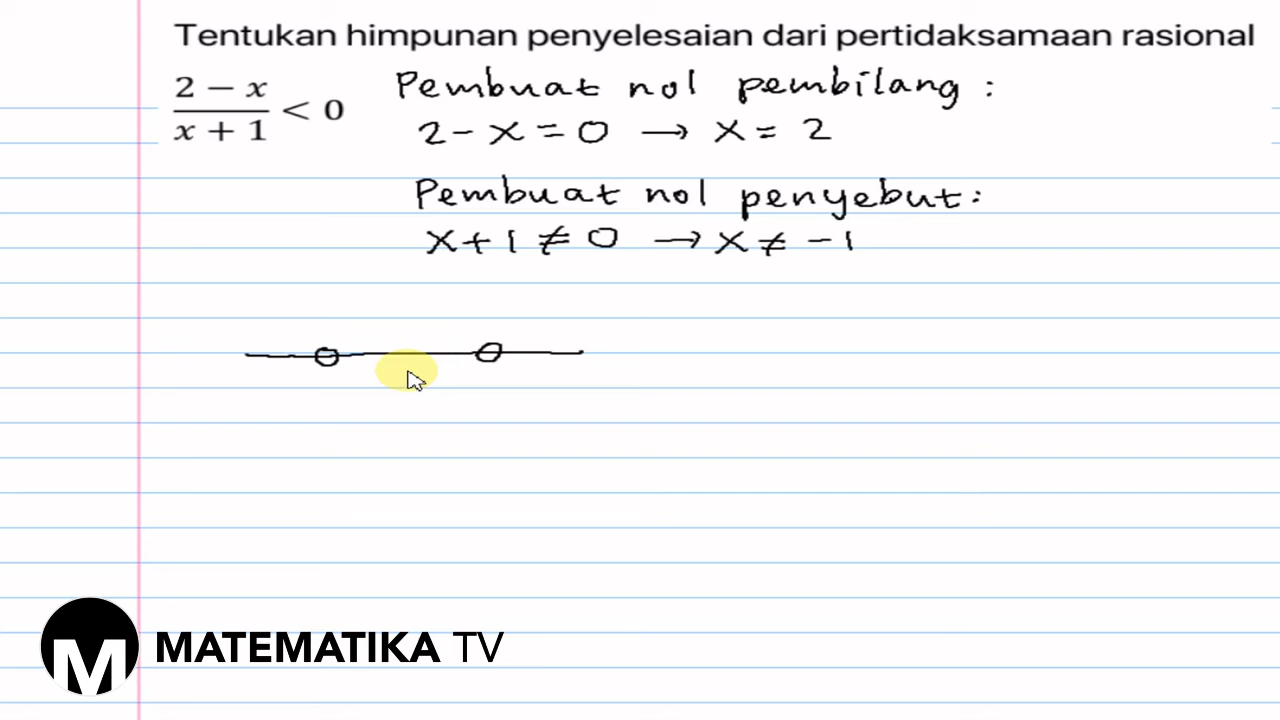 Tentukan himpunan penyelesaian dari pertidaksamaan rasional
(2 − x)/(x + 1) < 0
Pembuat nol pembilang :
2 - x = 0 → x = 2
Pembuat nol penyebut :
x + 1 ≠ 0 → x ≠ -1
M MATEMATIKA TV